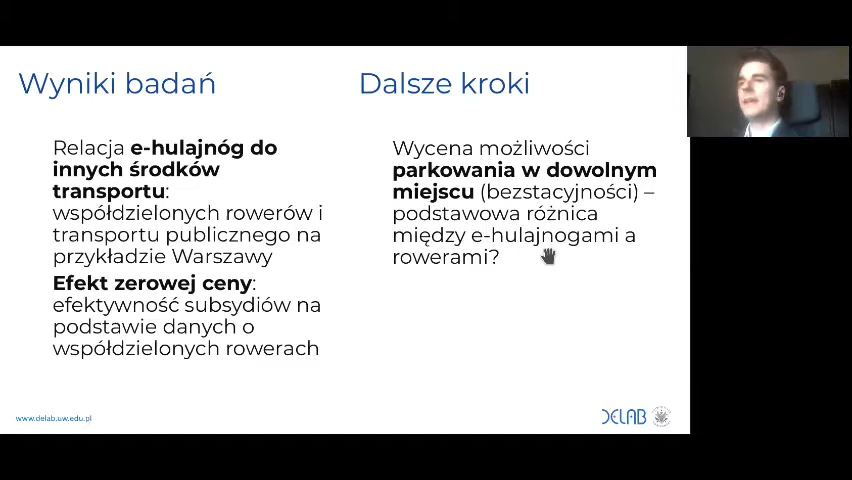 Wyniki badań
Relacja e-hulajnóg do
innych środków
transportu:
współdzielonych rowerów i
transportu publicznego na
przykładzie Warszawy
Efekt zerowej ceny:
efektywność subsydiów na
podstawie danych o
współdzielonych rowerach
Dalsze kroki
Wycena możliwości
parkowania w dowolnym
miejscu (bezstacyjności) –
podstawowa różnica
między e-hulajnogami a
rowerami?
www.delab.uw.edu.pl
DELAB